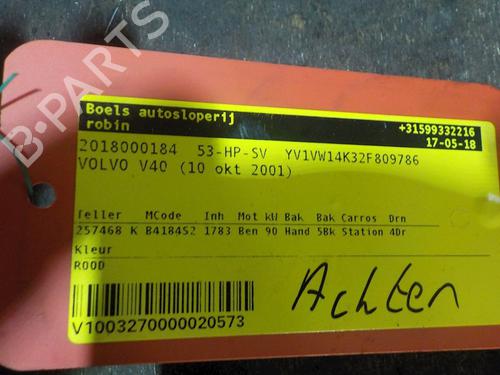 B-PARTS
Boels autosloperij
robin
+31599332216
17-05-18
2018000184 53-HP-SV YV1VW14K32F809786
VOLVO V40 (10 okt 2001)
Teller MCode Inh Mot kW Bak Bak Carros Drn
257468 K B4184S2 1783 Ben 90 Hand 5Bk Station 4Dr
Kleur
ROOD
V1003270000020573
Achter